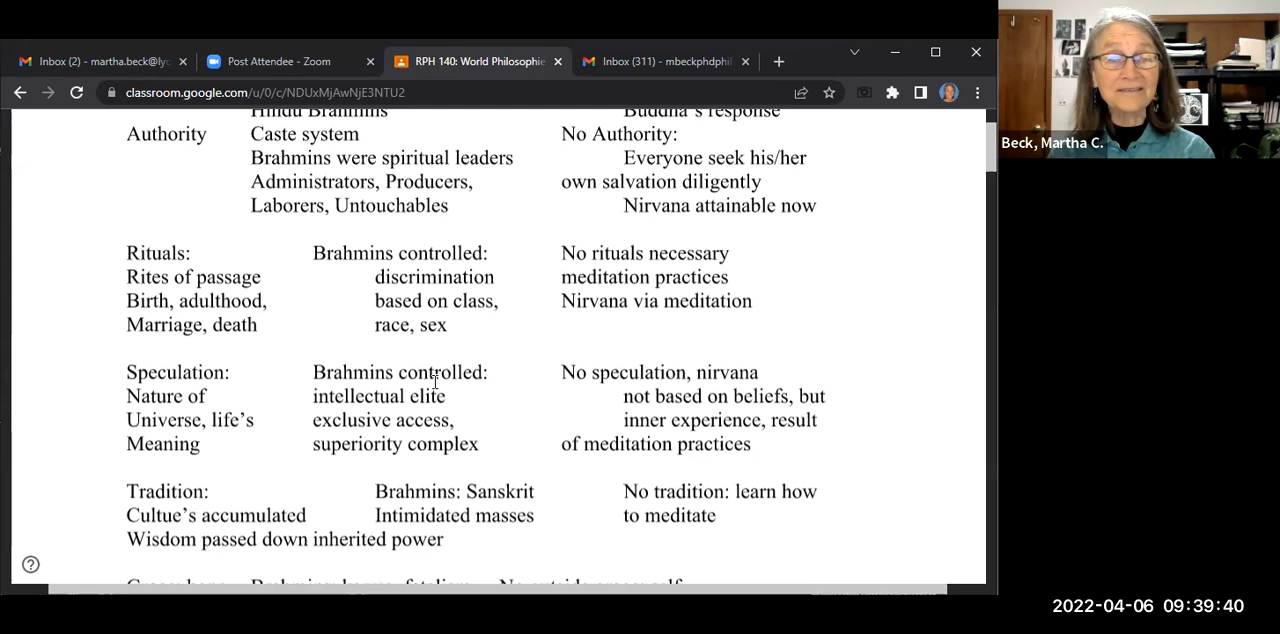 Inbox (2) - martha.beck@lyc
Post Attendee - Zoom
RPH 140: World Philosophie
Inbox (311) - mbeckphdphil
classroom.google.com/u/0/c/NDUxMjAwNjE3NTU2
Beck, Martha C.
Hindu Brahmins Buddha's response
Authority Caste system No Authority:
Brahmins were spiritual leaders Everyone seek his/her
Administrators, Producers, own salvation diligently
Laborers, Untouchables Nirvana attainable now
Rituals: Brahmins controlled: No rituals necessary
Rites of passage discrimination meditation practices
Birth, adulthood, based on class, Nirvana via meditation
Marriage, death race, sex
Speculation: Brahmins controlled: No speculation, nirvana
Nature of intellectual elite not based on beliefs, but
Universe, life's exclusive access, inner experience, result
Meaning superiority complex of meditation practices
Tradition: Brahmins: Sanskrit No tradition: learn how
Cultue's accumulated Intimidated masses to meditate
Wisdom passed down inherited power
2022-04-06 09:39:40